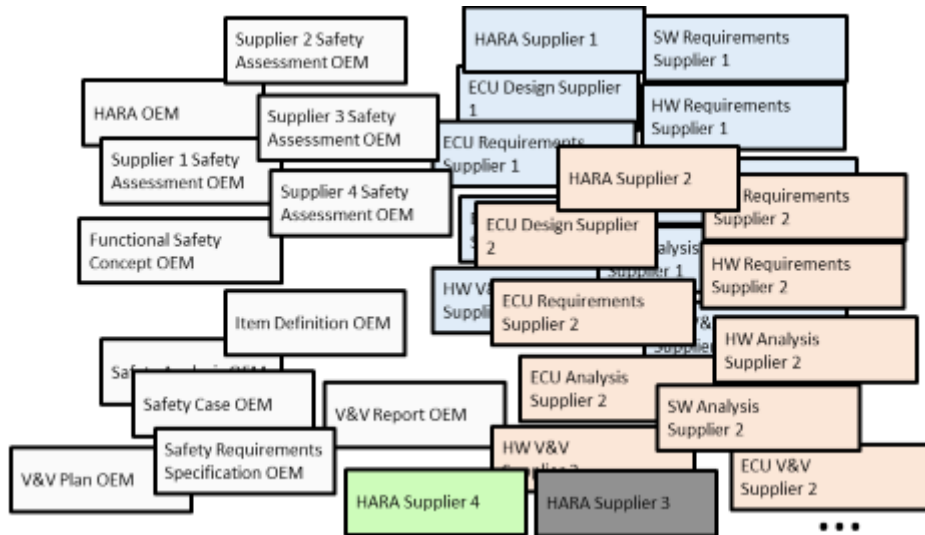 Supplier 2 Safety
Assessment OEM
HARA OEM
Supplier 3 Safety
Assessment OEM
Supplier 1 Safety
Assessment OEM
Supplier 4 Safety
Assessment OEM
Functional Safety
Concept OEM
Item Definition OEM
OEM
Safety Case OEM
V&V Report OEM
Safety Requirements
Specification OEM
V&V Plan OEM
HARA Supplier 1
SW Requirements
Supplier 1
ECU Design Supplier
1
HW Requirements
Supplier 1
ECU Requirements
Supplier 1
HARA Supplier 2
Requirements
Supplier 2
ECU Design Supplier
2
Supplier 1
HW Requirements
Supplier 2
HW
ECU Requirements
Supplier 2
HW Analysis
Supplier 2
ECU Analysis
Supplier 2
SW Analysis
Supplier 2
HW V&V
ECU V&V
Supplier 2
HARA Supplier 4
HARA Supplier 3
...